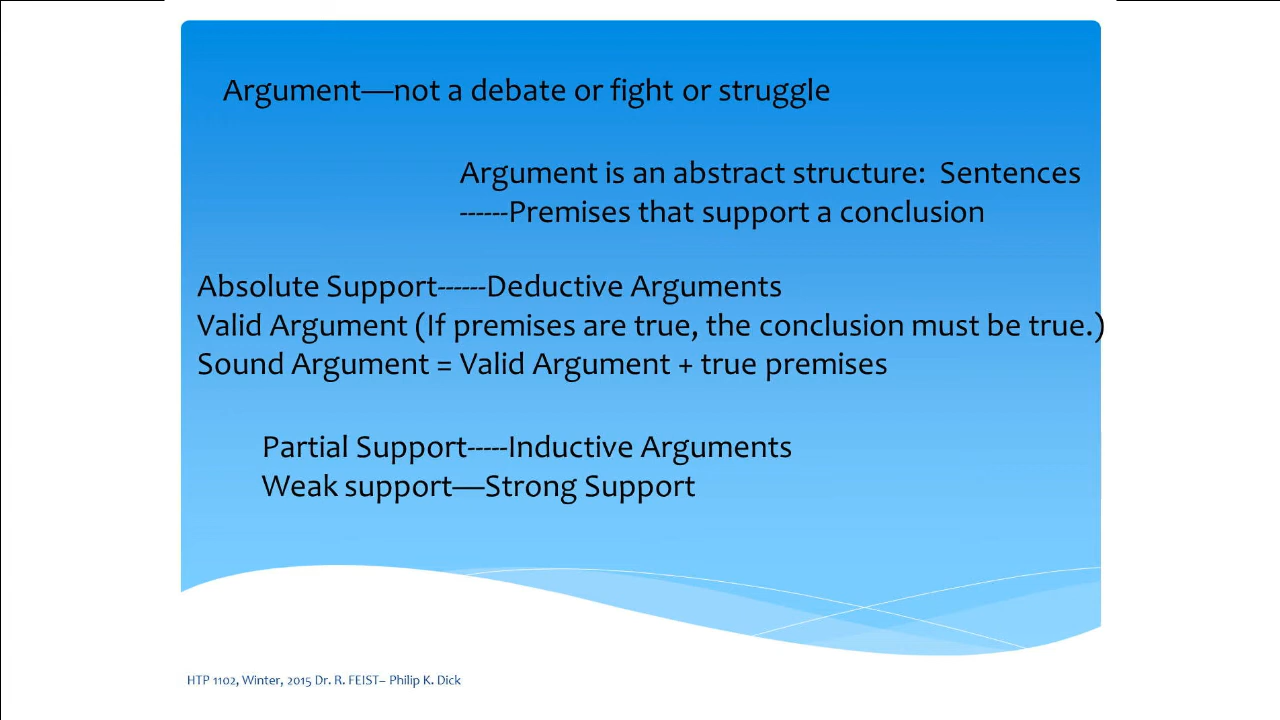 Argument—not a debate or fight or struggle
Argument is an abstract structure:  Sentences
------Premises that support a conclusion
Absolute Support------Deductive Arguments
Valid Argument (If premises are true, the conclusion must be true.)
Sound Argument = Valid Argument + true premises
Partial Support-----Inductive Arguments
Weak support—Strong Support
HTP 1102, Winter, 2015 Dr. R. FEIST– Philip K. Dick